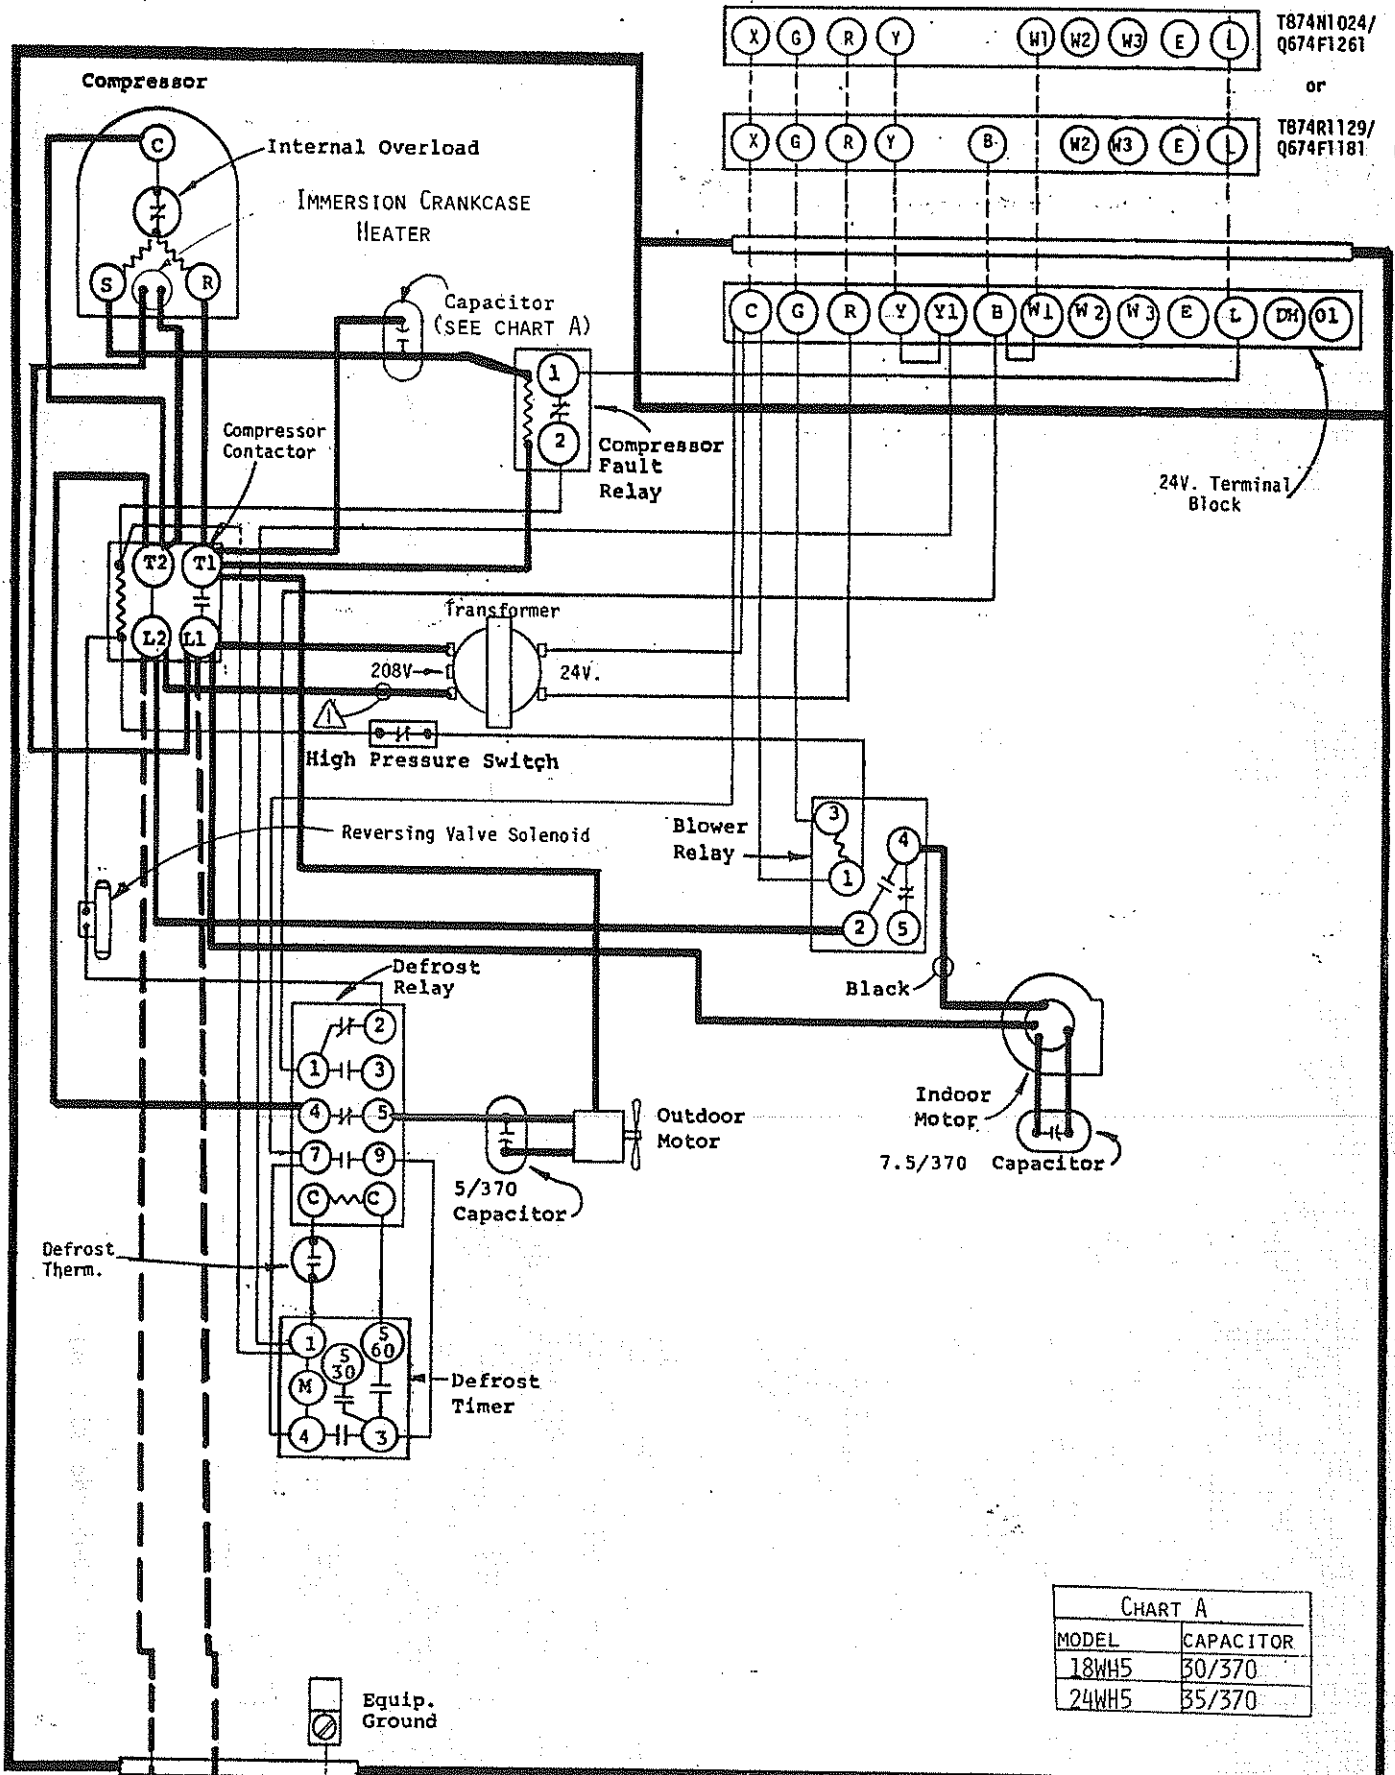 X G R Y W1 W2 W3 E L
T874N1024/
Q674F1261
or
X G R Y B W2 W3 E L
T874R1129/
Q674F1181
Compressor
C
Internal Overload
IMMERSION CRANKCASE
HEATER
S
R
Capacitor
(SEE CHART A)
C G R Y Y1 B W1 W2 W3 E L DH O1
1
2
Compressor
Fault
Relay
Compressor
Contactor
24V. Terminal
Block
T2 T1
L2 L1
Transformer
208V
24V.
1
High Pressure Switch
Reversing Valve Solenoid
Blower
Relay
3
4
1
2
5
Black
Defrost
Relay
2
1 3
4 5
7 9
C C
Outdoor
Motor
5/370
Capacitor
Indoor
Motor
7.5/370 Capacitor
Defrost
Therm.
1
S
60
S
30
M
4 3
Defrost
Timer
CHART A
MODEL CAPACITOR
18WH5 30/370
24WH5 35/370
Equip.
Ground